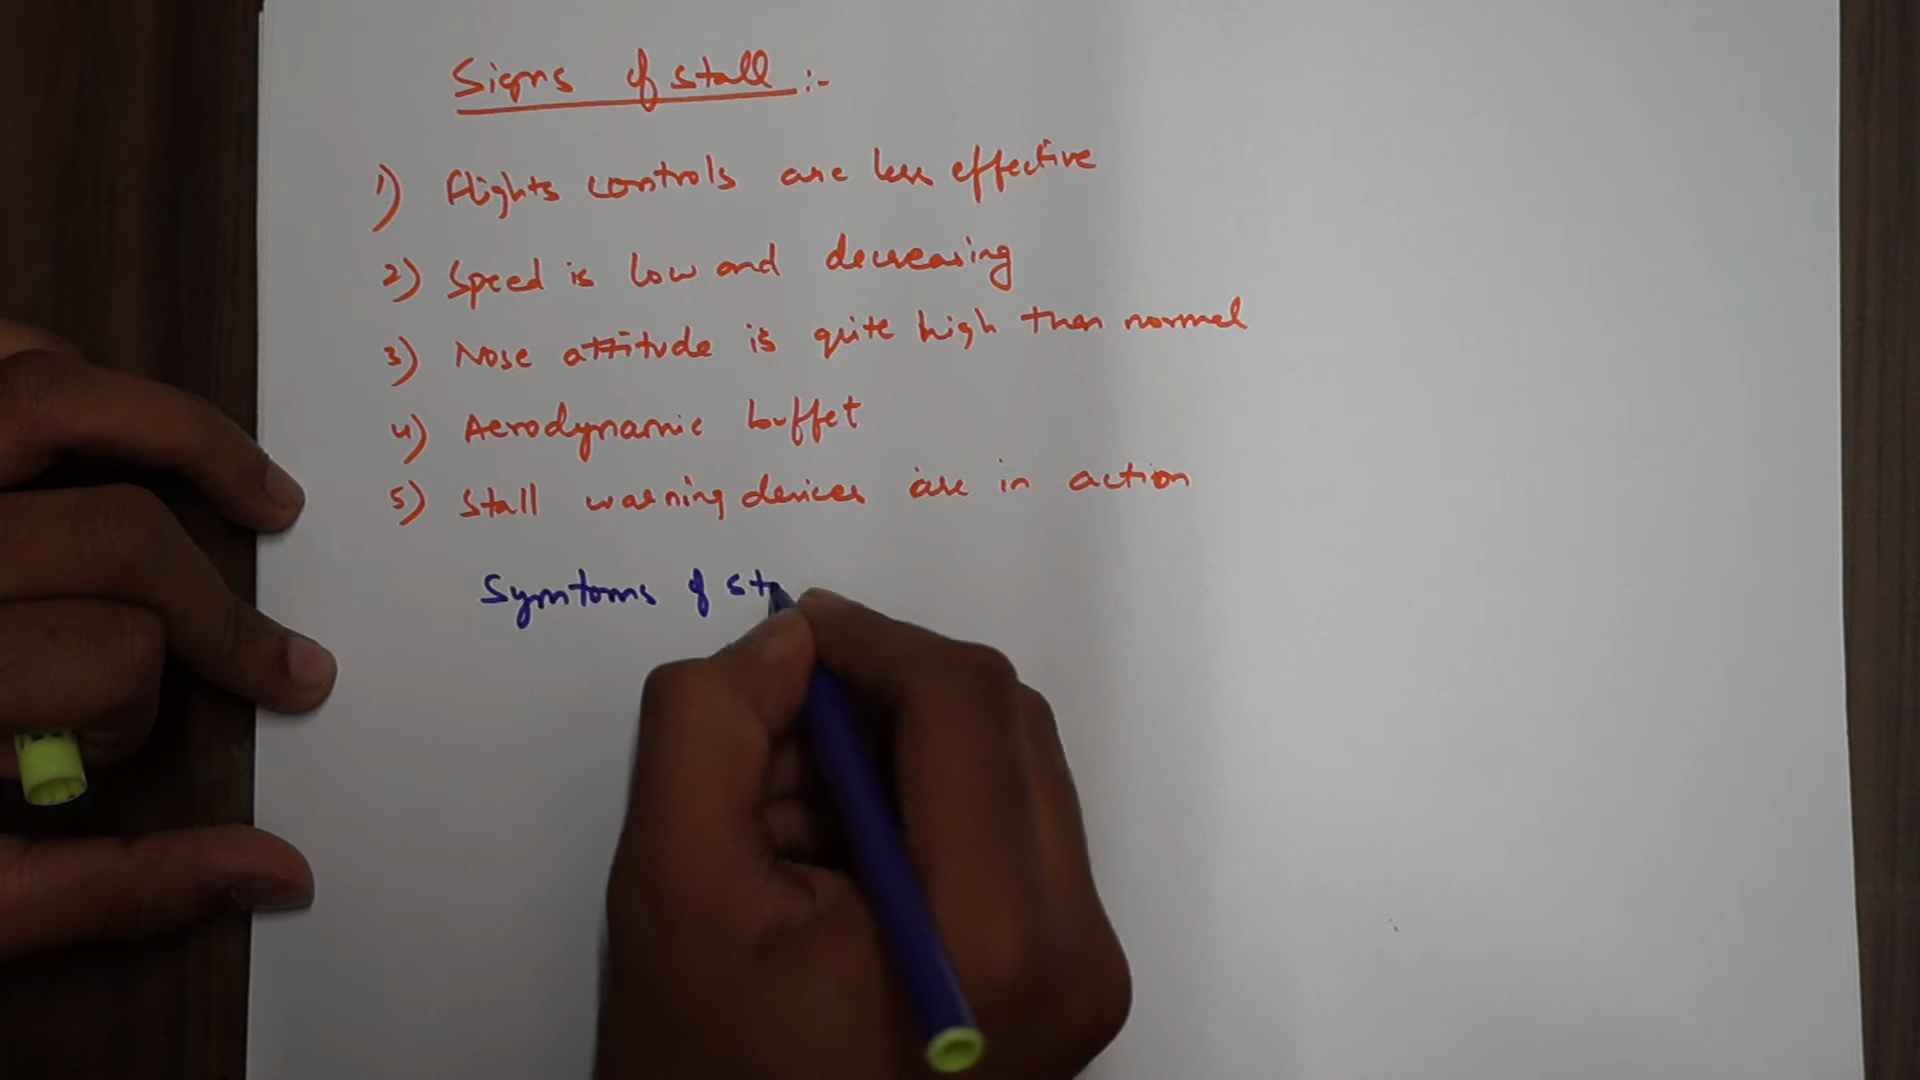 Signs of stall :-
1) flights controls are less effective
2) Speed is low and decreasing
3) Nose attitude is quite high then normal
4) Aerodynamic buffet
5) Stall warning devices are in action
Symtoms of st